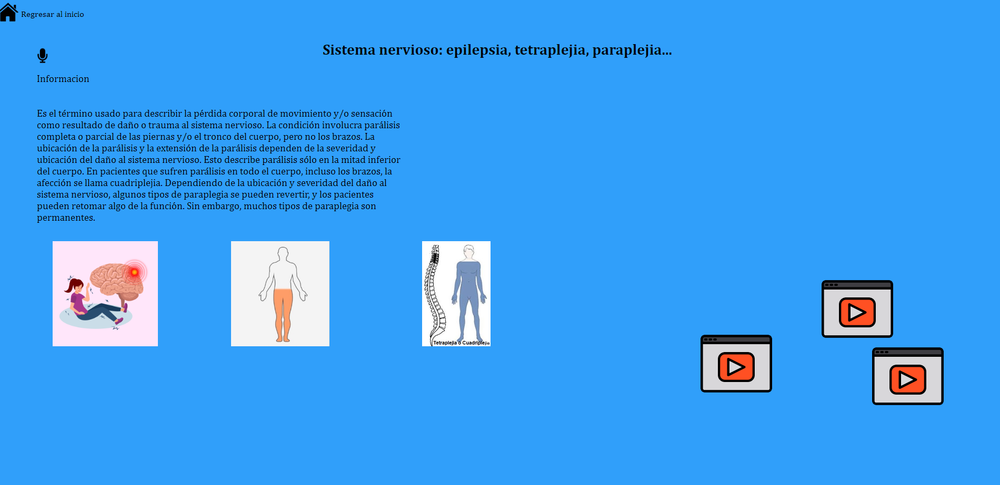 Regresar al inicio
Sistema nervioso: epilepsia, tetraplejia, paraplejia...
Informacion
Es el término usado para describir la pérdida corporal de movimiento y/o sensación
como resultado de daño o trauma al sistema nervioso. La condición involucra parálisis
completa o parcial de las piernas y/o el tronco del cuerpo, pero no los brazos. La
ubicación de la parálisis y la extensión de la parálisis dependen de la severidad y
ubicación del daño al sistema nervioso. Esto describe parálisis sólo en la mitad inferior
del cuerpo. En pacientes que sufren parálisis en todo el cuerpo, incluso los brazos, la
afección se llama cuadriplejia. Dependiendo de la ubicación y severidad del daño al
sistema nervioso, algunos tipos de paraplegia se pueden revertir, y los pacientes
pueden retomar algo de la función. Sin embargo, muchos tipos de paraplegia son
permanentes.
Tetraplejia o Cuadriplejia